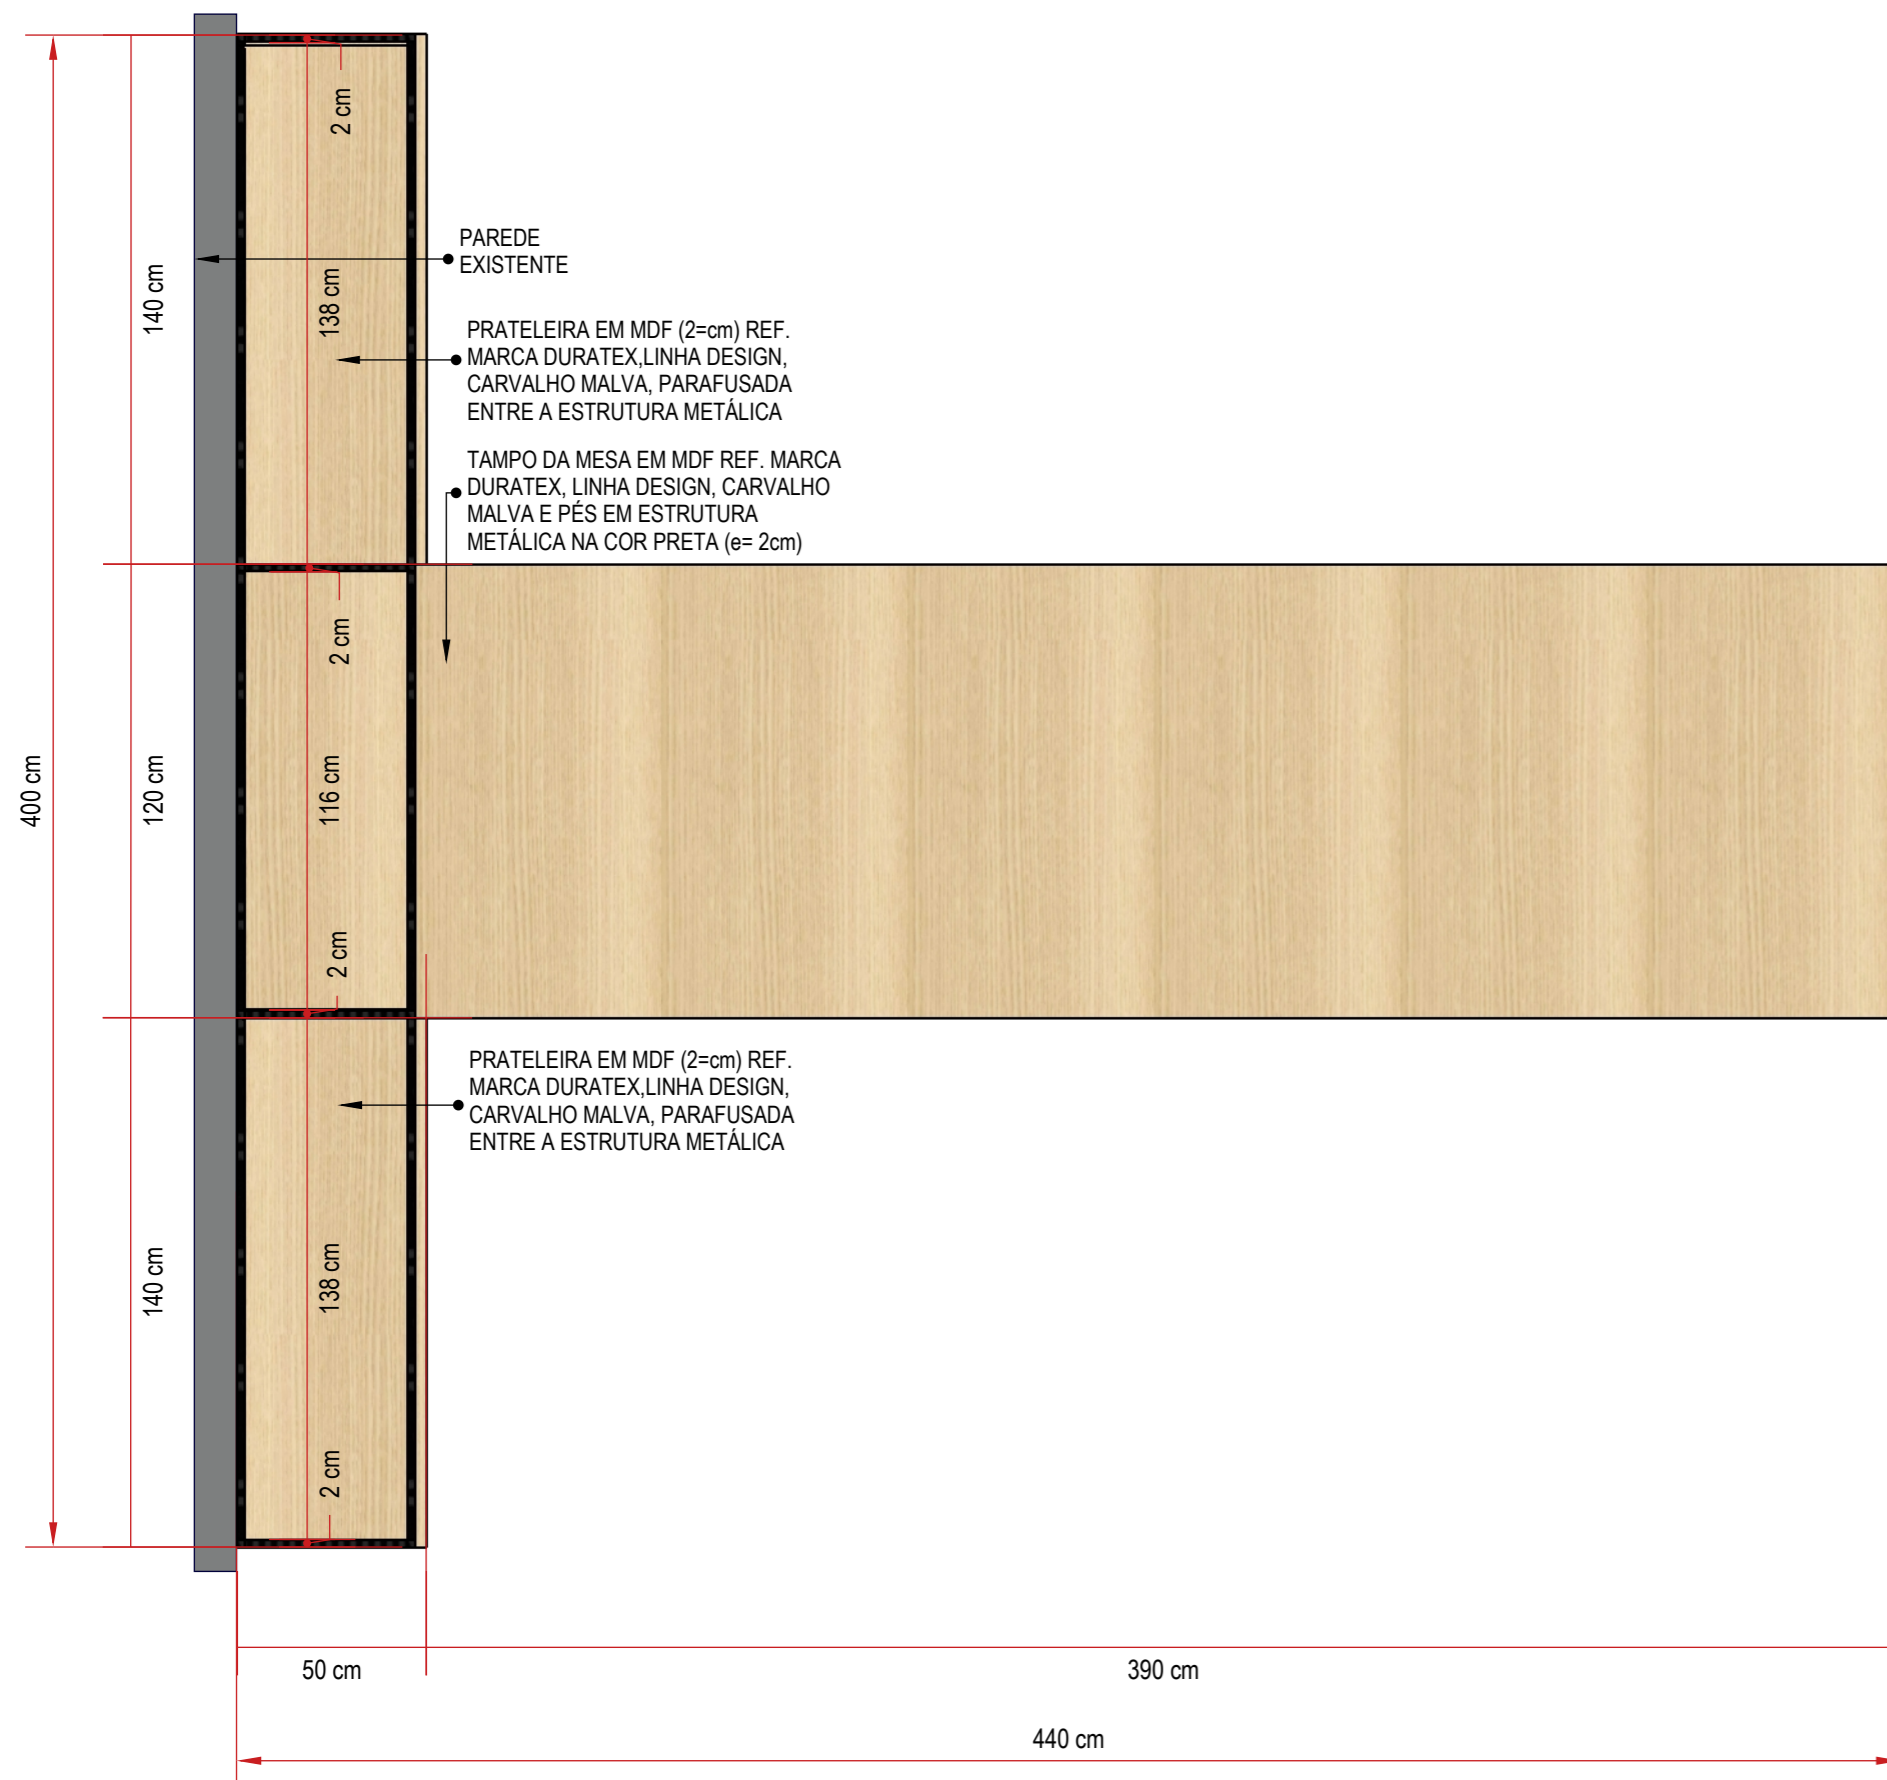 2 cm
PAREDE
EXISTENTE
140 cm
138 cm
PRATELEIRA EM MDF (2=cm) REF.
MARCA DURATEX,LINHA DESIGN,
CARVALHO MALVA, PARAFUSADA
ENTRE A ESTRUTURA METÁLICA
TAMPO DA MESA EM MDF REF. MARCA
DURATEX, LINHA DESIGN, CARVALHO
MALVA E PÉS EM ESTRUTURA
METÁLICA NA COR PRETA (e= 2cm)
2 cm
400 cm
120 cm
116 cm
2 cm
PRATELEIRA EM MDF (2=cm) REF.
MARCA DURATEX,LINHA DESIGN,
CARVALHO MALVA, PARAFUSADA
ENTRE A ESTRUTURA METÁLICA
140 cm
138 cm
2 cm
50 cm
390 cm
440 cm